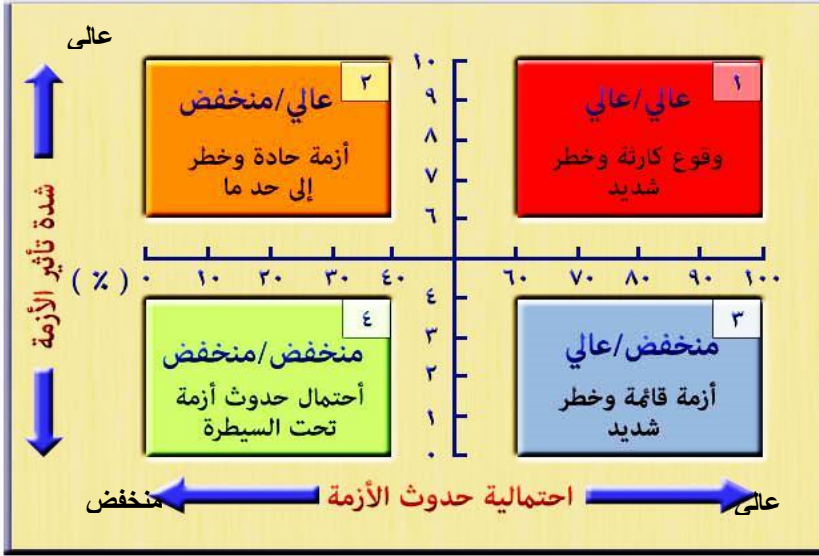 عالى
١
عالي/عالي
وقوع كارثة وخطر
شديد
٢
عالي/منخفض
أزمة حادة وخطر
إلى حد ما
١٠
٩
٨
٧
٦
شدة تأثير الأزمة
( ٪ ) ٠ ١٠ ٢٠ ٣٠ ٤٠ ٦٠ ٧٠ ٨٠ ٩٠ ١٠٠
٣
منخفض/عالي
أزمة قائمة وخطر
شديد
٤
منخفض/منخفض
أحتمال حدوث أزمة
تحت السيطرة
٤
٣
٢
١
٠
عالى احتمالية حدوث الأزمة منخفض